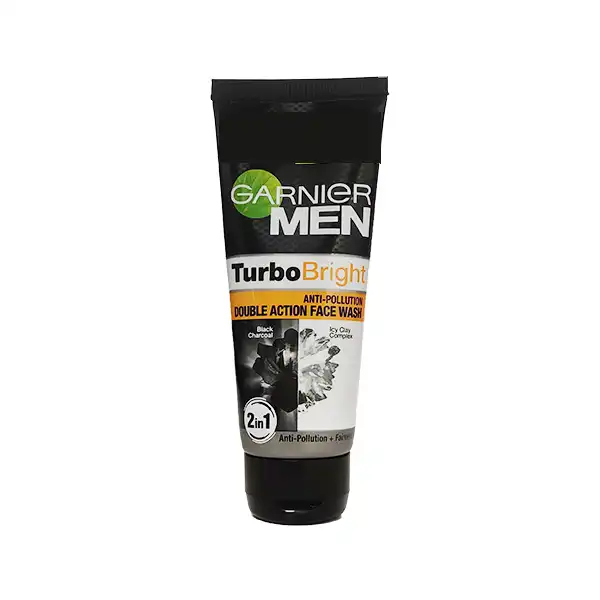 GARNIER
MEN
TurboBright
ANTI-POLLUTION
DOUBLE ACTION FACE WASH
Black
Charcoal
Icy Clay
Complex
2in1
Anti-Pollution +